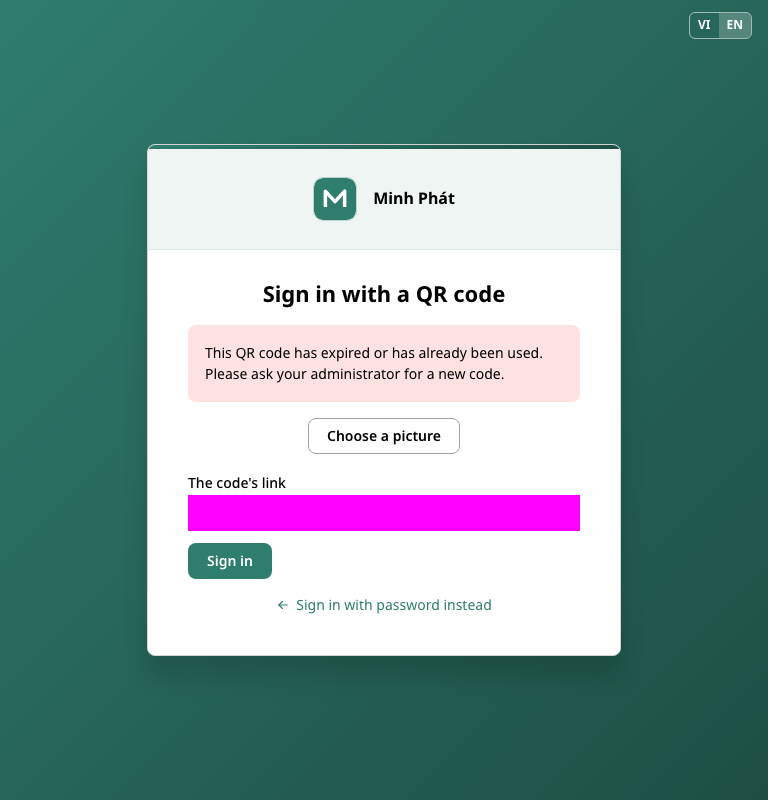 VI EN
Minh Phát
Sign in with a QR code
This QR code has expired or has already been used.
Please ask your administrator for a new code.
Choose a picture
The code's link
Sign in
← Sign in with password instead